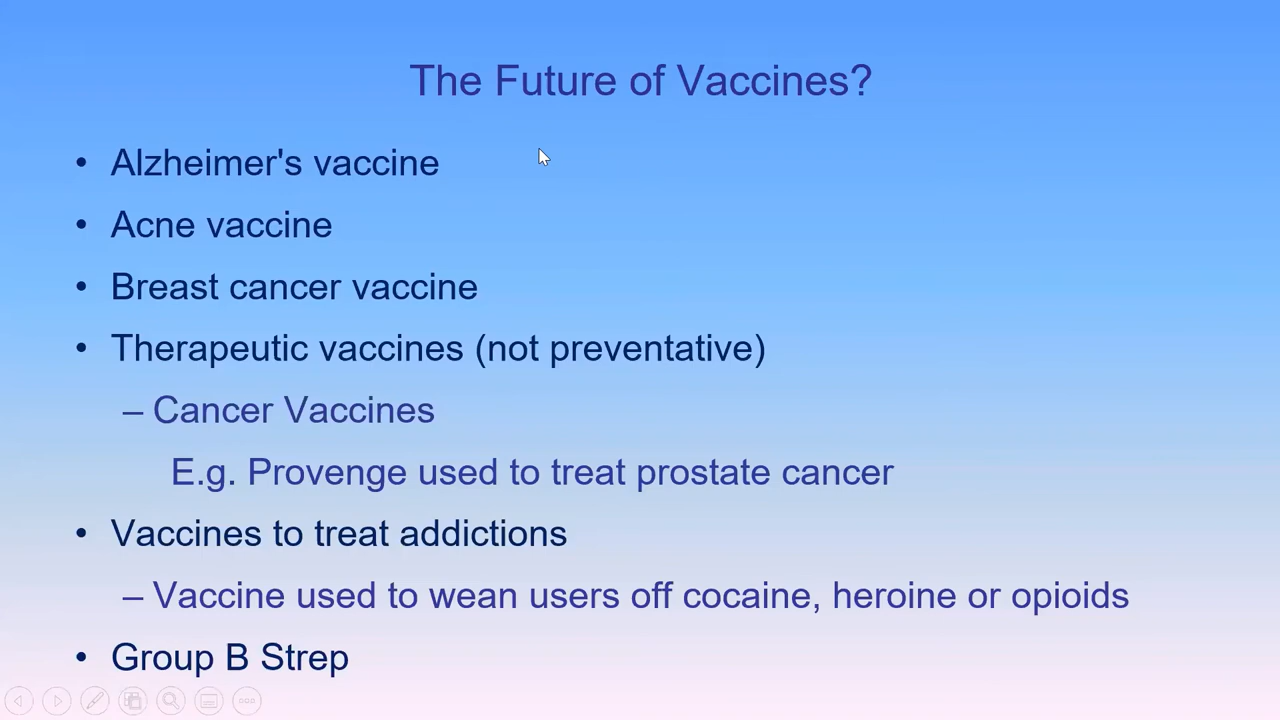 The Future of Vaccines?
• Alzheimer's vaccine
• Acne vaccine
• Breast cancer vaccine
• Therapeutic vaccines (not preventative)
– Cancer Vaccines
E.g. Provenge used to treat prostate cancer
• Vaccines to treat addictions
– Vaccine used to wean users off cocaine, heroine or opioids
• Group B Strep